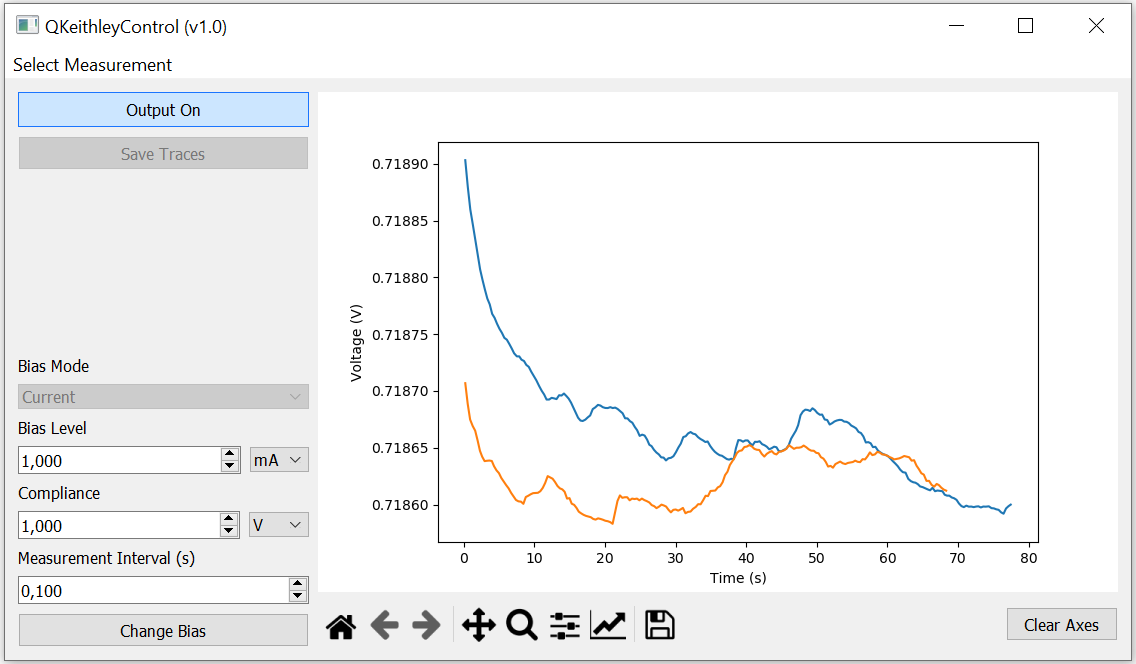 QKeithleyControl (v1.0)
Select Measurement
Output On
Save Traces
Bias Mode
Current
Bias Level
1,000
mA
Compliance
1,000
V
Measurement Interval (s)
0,100
Change Bias
0.71890
0.71885
0.71880
0.71875
0.71870
0.71865
0.71860
Voltage (V)
0 10 20 30 40 50 60 70 80
Time (s)
Clear Axes